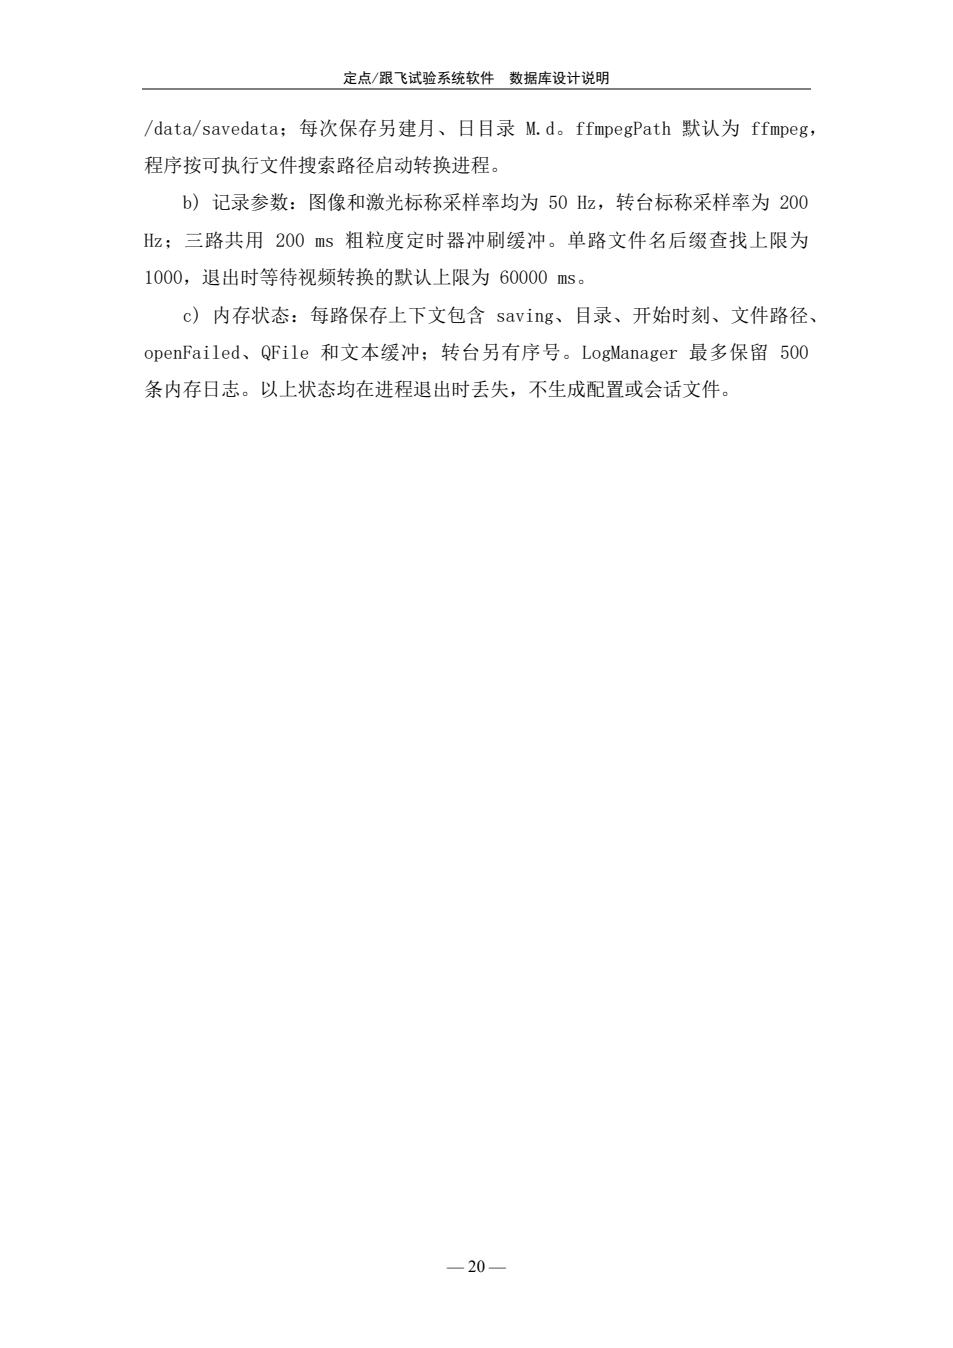 定点/跟飞试验系统软件　数据库设计说明
/data/savedata；每次保存另建月、日目录 M.d。ffmpegPath 默认为 ffmpeg，
程序按可执行文件搜索路径启动转换进程。
b) 记录参数：图像和激光标称采样率均为 50 Hz，转台标称采样率为 200
Hz；三路共用 200 ms 粗粒度定时器冲刷缓冲。单路文件名后缀查找上限为
1000，退出时等待视频转换的默认上限为 60000 ms。
c) 内存状态：每路保存上下文包含 saving、目录、开始时刻、文件路径、
openFailed、QFile 和文本缓冲；转台另有序号。LogManager 最多保留 500
条内存日志。以上状态均在进程退出时丢失，不生成配置或会话文件。
— 20 —